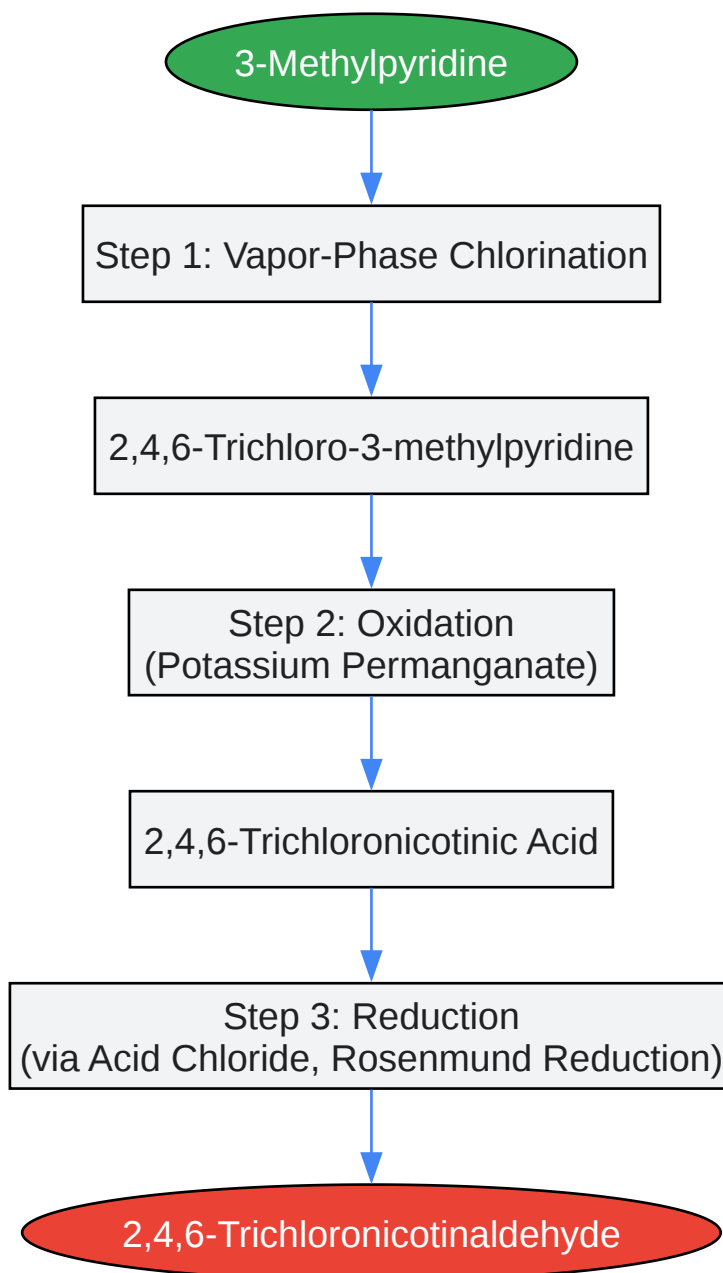 3-Methylpyridine
Step 1: Vapor-Phase Chlorination
2,4,6-Trichloro-3-methylpyridine
Step 2: Oxidation
(Potassium Permanganate)
2,4,6-Trichloronicotinic Acid
Step 3: Reduction
(via Acid Chloride, Rosenmund Reduction)
2,4,6-Trichloronicotinaldehyde